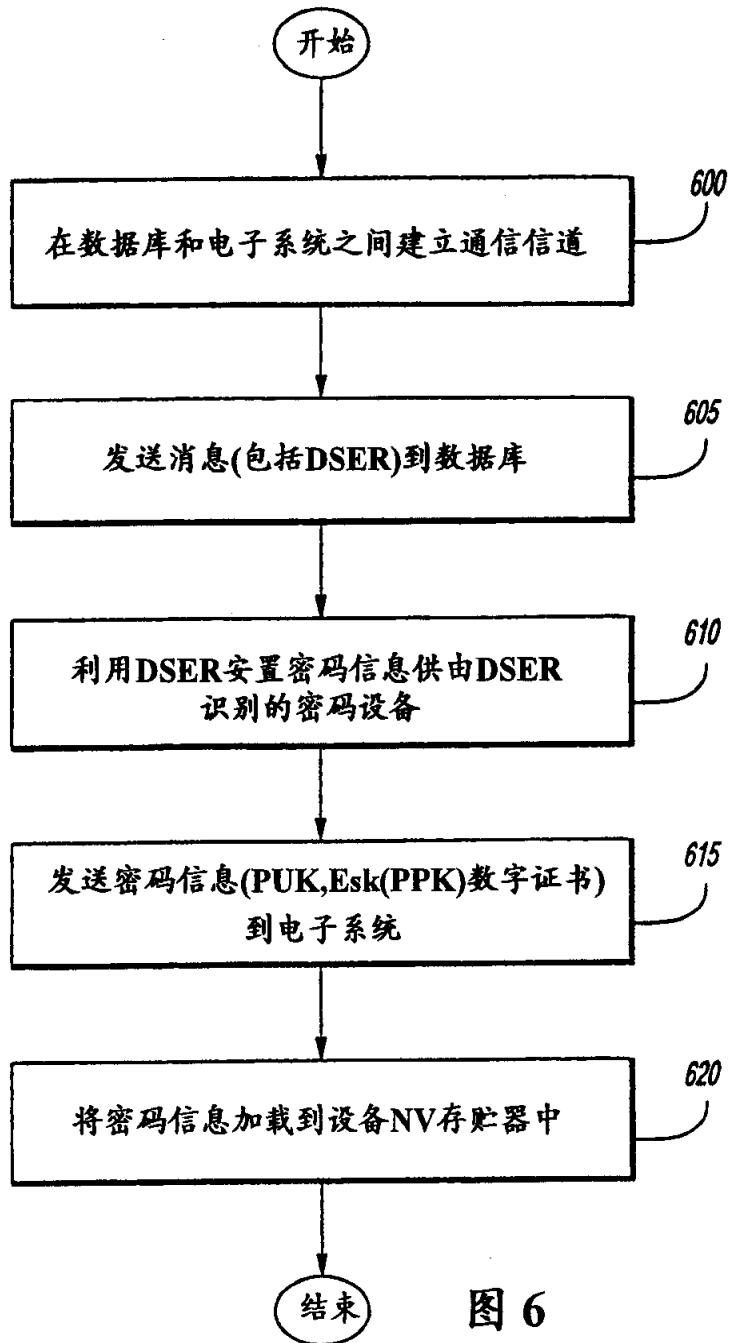 开始
600
在数据库和电子系统之间建立通信信道
605
发送消息(包括DSER)到数据库
610
利用DSER安置密码信息供由DSER
识别的密码设备
615
发送密码信息(PUK,Esk(PPK)数字证书)
到电子系统
620
将密码信息加载到设备NV存贮器中
结束
图 6